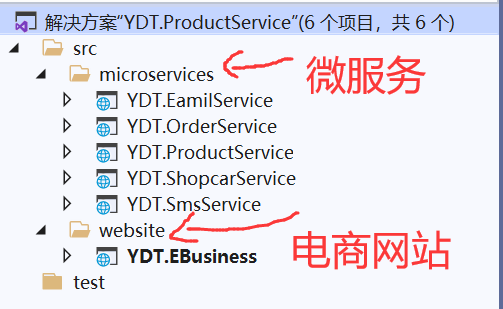 解决方案“YDT.ProductService”(6 个项目，共 6 个)
src
microservices
微服务
YDT.EamilService
YDT.OrderService
YDT.ProductService
YDT.ShopcarService
YDT.SmsService
website
电商网站
YDT.EBusiness
test